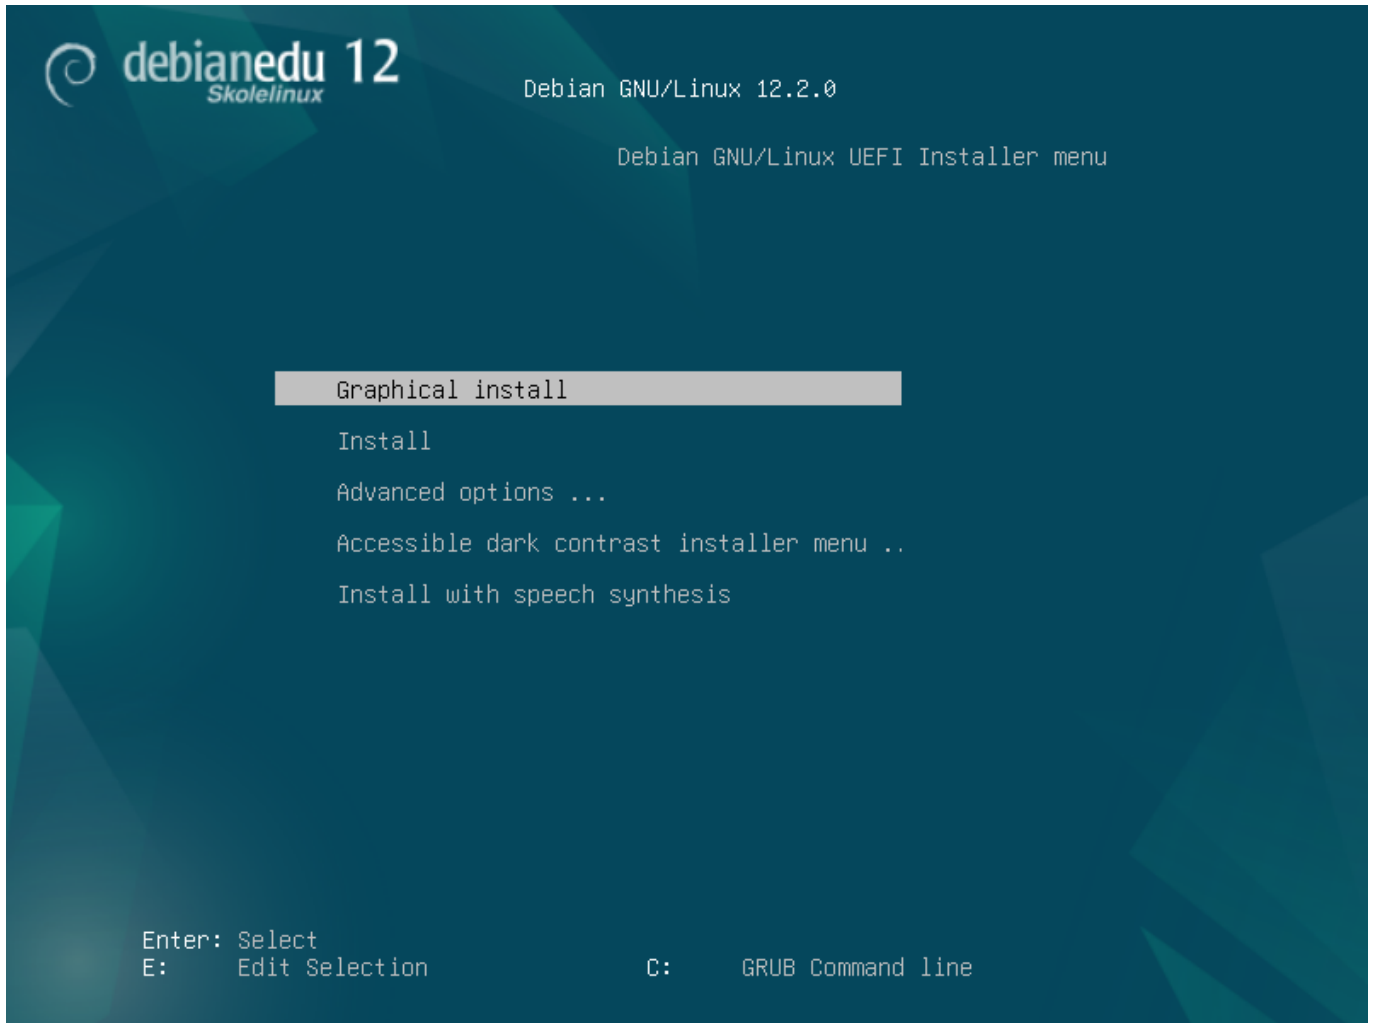 debianedu 12
Skolelinux
Debian GNU/Linux 12.2.0
Debian GNU/Linux UEFI Installer menu
Graphical install
Install
Advanced options ...
Accessible dark contrast installer menu ..
Install with speech synthesis
Enter: Select
E: Edit Selection C: GRUB Command line